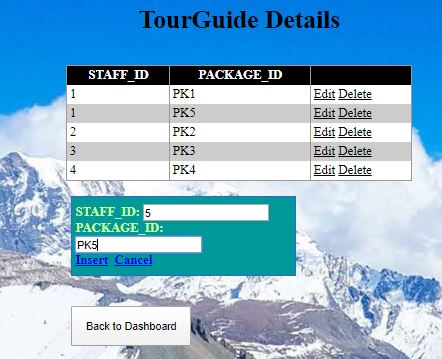 TourGuide Details
STAFF_ID PACKAGE_ID
1 PK1 Edit Delete
1 PK5 Edit Delete
2 PK2 Edit Delete
3 PK3 Edit Delete
4 PK4 Edit Delete
STAFF_ID: 5
PACKAGE_ID:
PK5
Insert Cancel
Back to Dashboard